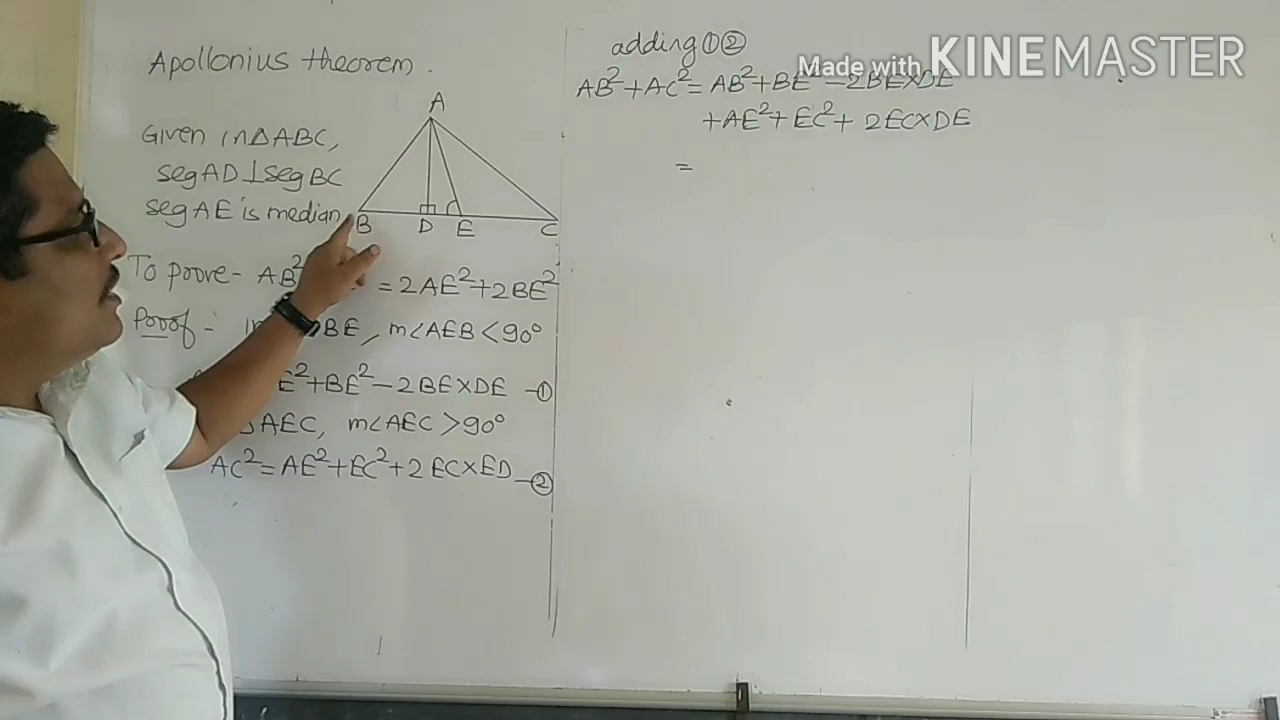 Apollonius theorem.
Given in △ABC,
seg AD ⊥ seg BC
seg AE is median
A
B D E C
To prove - AB² = 2AE² + 2BE²
Proof :- BE, m∠AEB < 90°
E² + BE² - 2BE×DE —①
AEC, m∠AEC > 90°
AC² = AE² + EC² + 2EC×ED —②
adding ① ②
AB² + AC² = AB² + BE² - 2BE×DE
+ AE² + EC² + 2EC×DE
=
Made with KINEMASTER